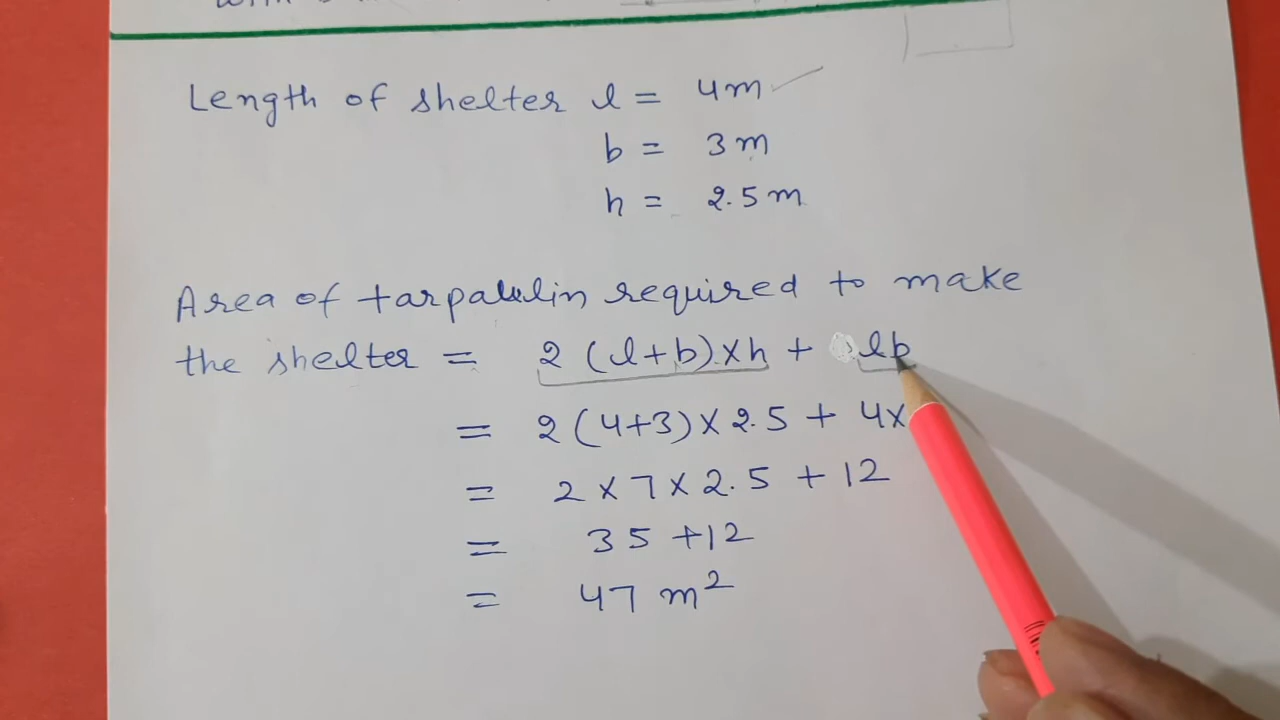 Length of shelter l = 4m
b = 3m
h = 2.5m
Area of tarpaulin required to make
the shelter = 2 (l+b)×h + lb
= 2(4+3)×2.5 + 4×
= 2×7×2.5 +12
= 35 +12
= 47 m²